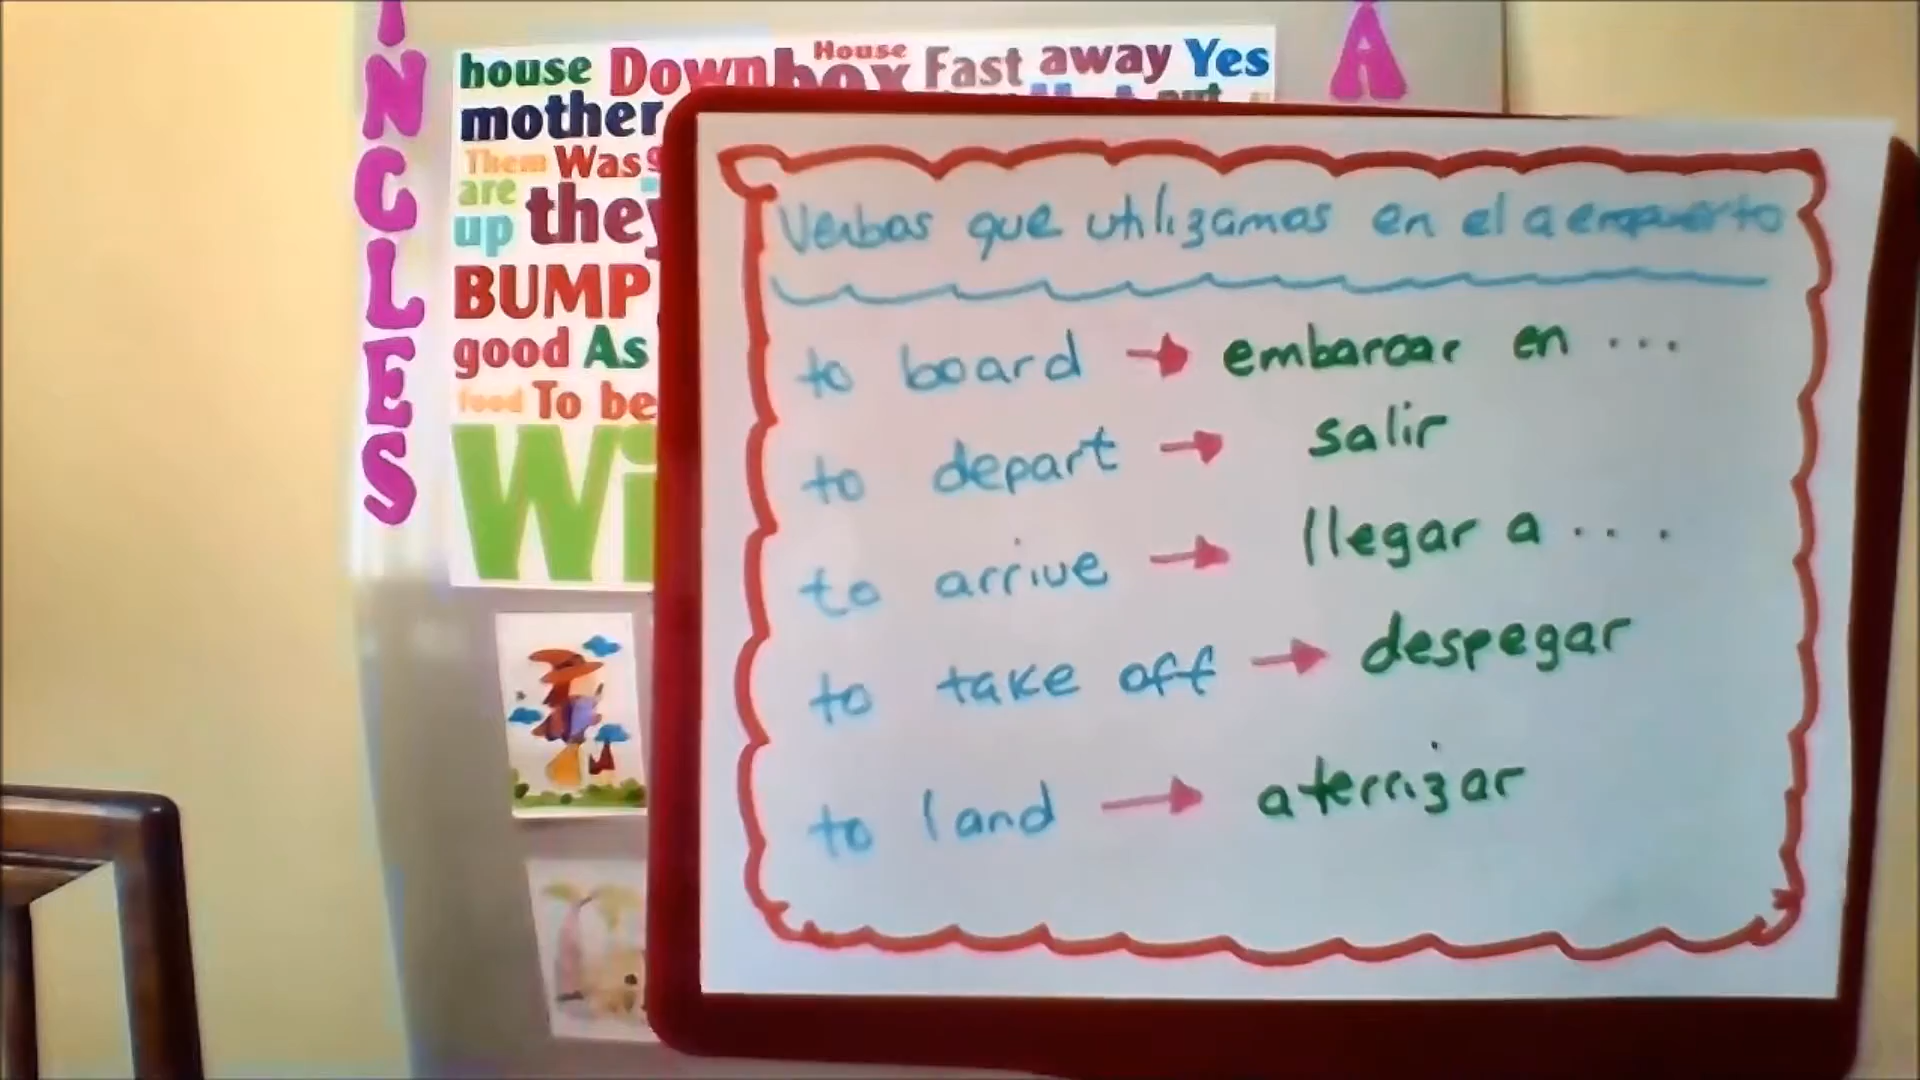 INCLES
A
house Down House box Fast away Yes
mother
Them Was
are
up they
BUMP
good As
food To be
Wi
Verbos que utilizamos en el aeropuerto
to board → embarcar en ...
to depart → salir
to arrive → llegar a ...
to take off → despegar
to land → aterrizar